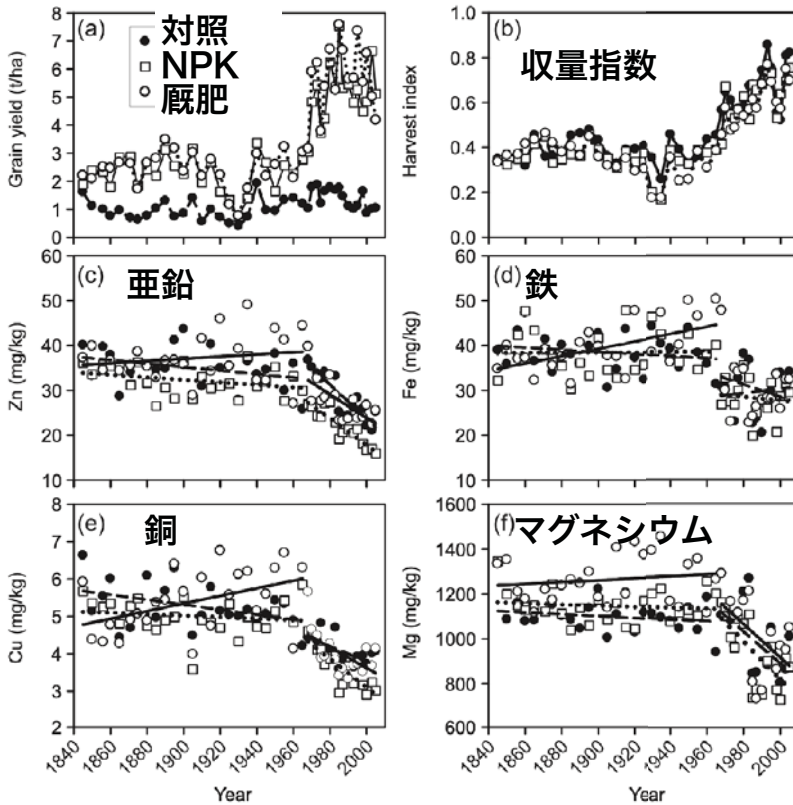 (a)
対照
NPK
厩肥
Grain yield (t/ha)
8
7
6
5
4
3
2
1
0
(b)
収量指数
Harvest index
1.0
0.8
0.6
0.4
0.2
0.0
(c)
亜鉛
Zn (mg/kg)
60
50
40
30
20
10
(d)
鉄
Fe (mg/kg)
60
50
40
30
20
10
(e)
銅
Cu (mg/kg)
8
7
6
5
4
3
2
1840
1860
1880
1900
1920
1940
1960
1980
2000
Year
(f)
マグネシウム
Mg (mg/kg)
1600
1400
1200
1000
800
600
1840
1860
1880
1900
1920
1940
1960
1980
2000
Year